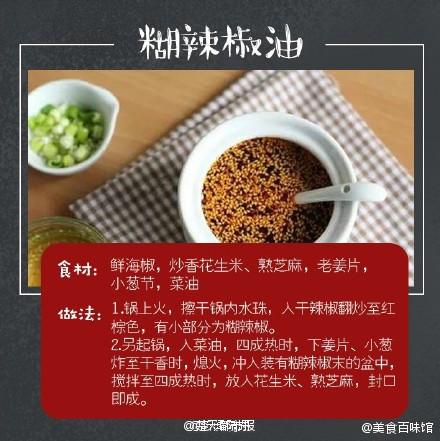 糊辣椒油
食材：鲜海椒，炒香花生米、熟芝麻，老姜片，
小葱节，菜油
做法：1.锅上火，擦干锅内水珠，入干辣椒翻炒至红
棕色，有小部分为糊辣椒。
2.另起锅，入菜油，四成热时，下姜片、小葱
炸至干香时，熄火，冲入装有糊辣椒末的盆中，
搅拌至四成热时，放入花生米、熟芝麻，封口
即成。
@美食百味馆